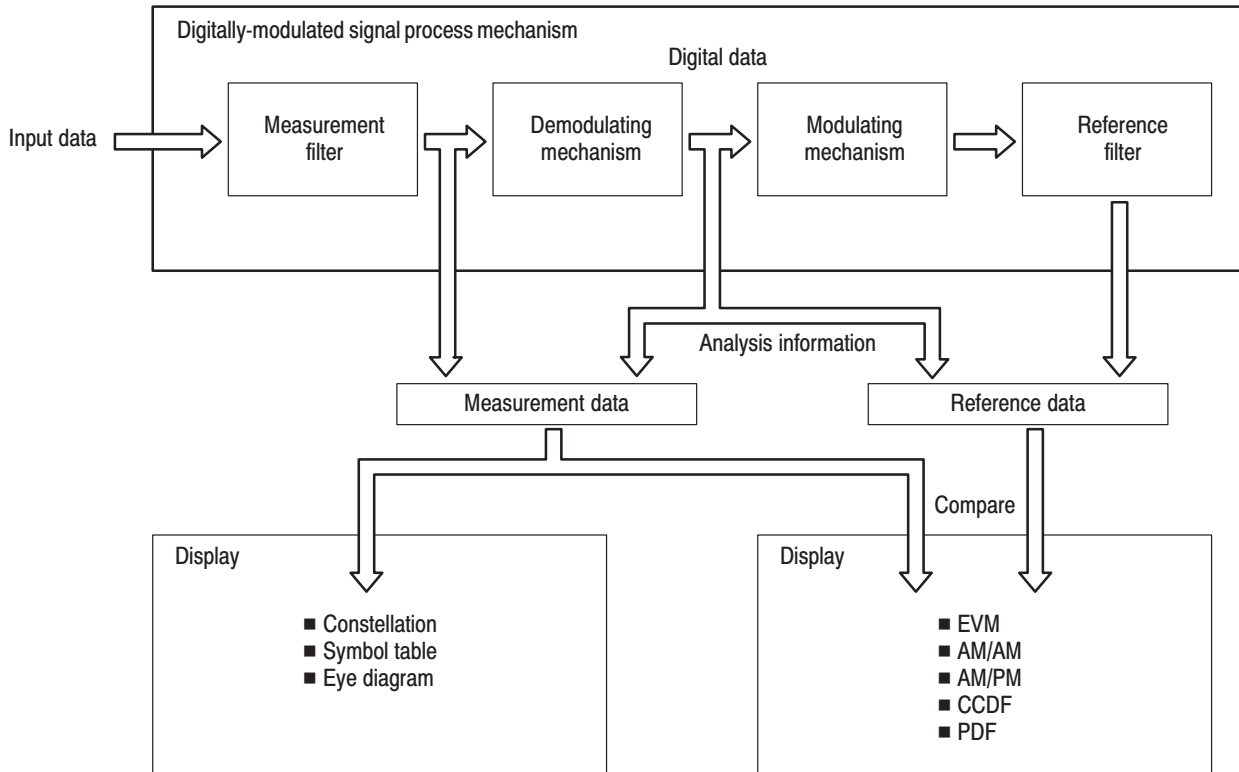 Digitally-modulated signal process mechanism
Digital data
Input data
Measurement
filter
Demodulating
mechanism
Modulating
mechanism
Reference
filter
Analysis information
Measurement data
Reference data
Compare
Display
■ Constellation
■ Symbol table
■ Eye diagram
Display
■ EVM
■ AM/AM
■ AM/PM
■ CCDF
■ PDF